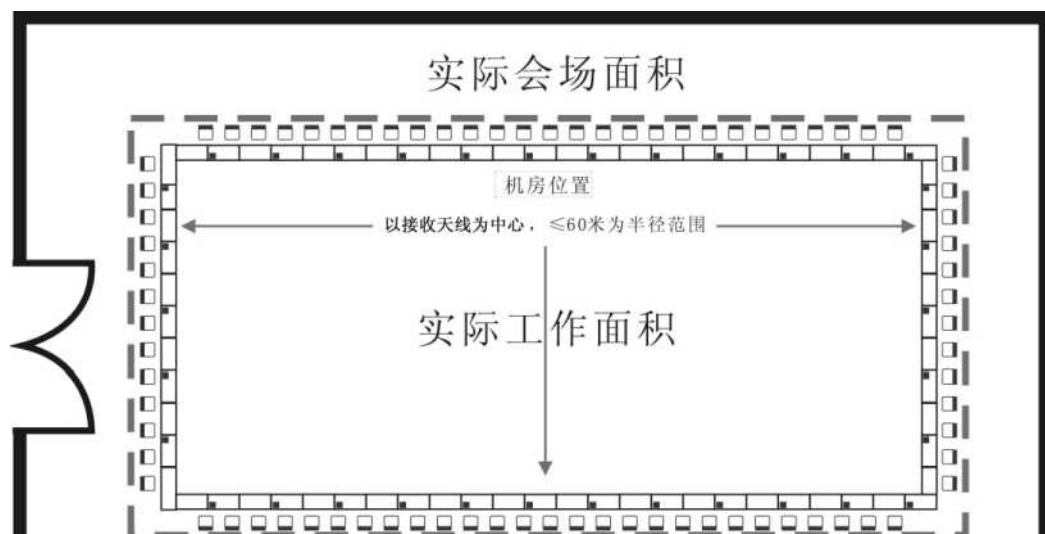 实际会场面积
机房位置
以接收天线为中心，≤60米为半径范围
实际工作面积